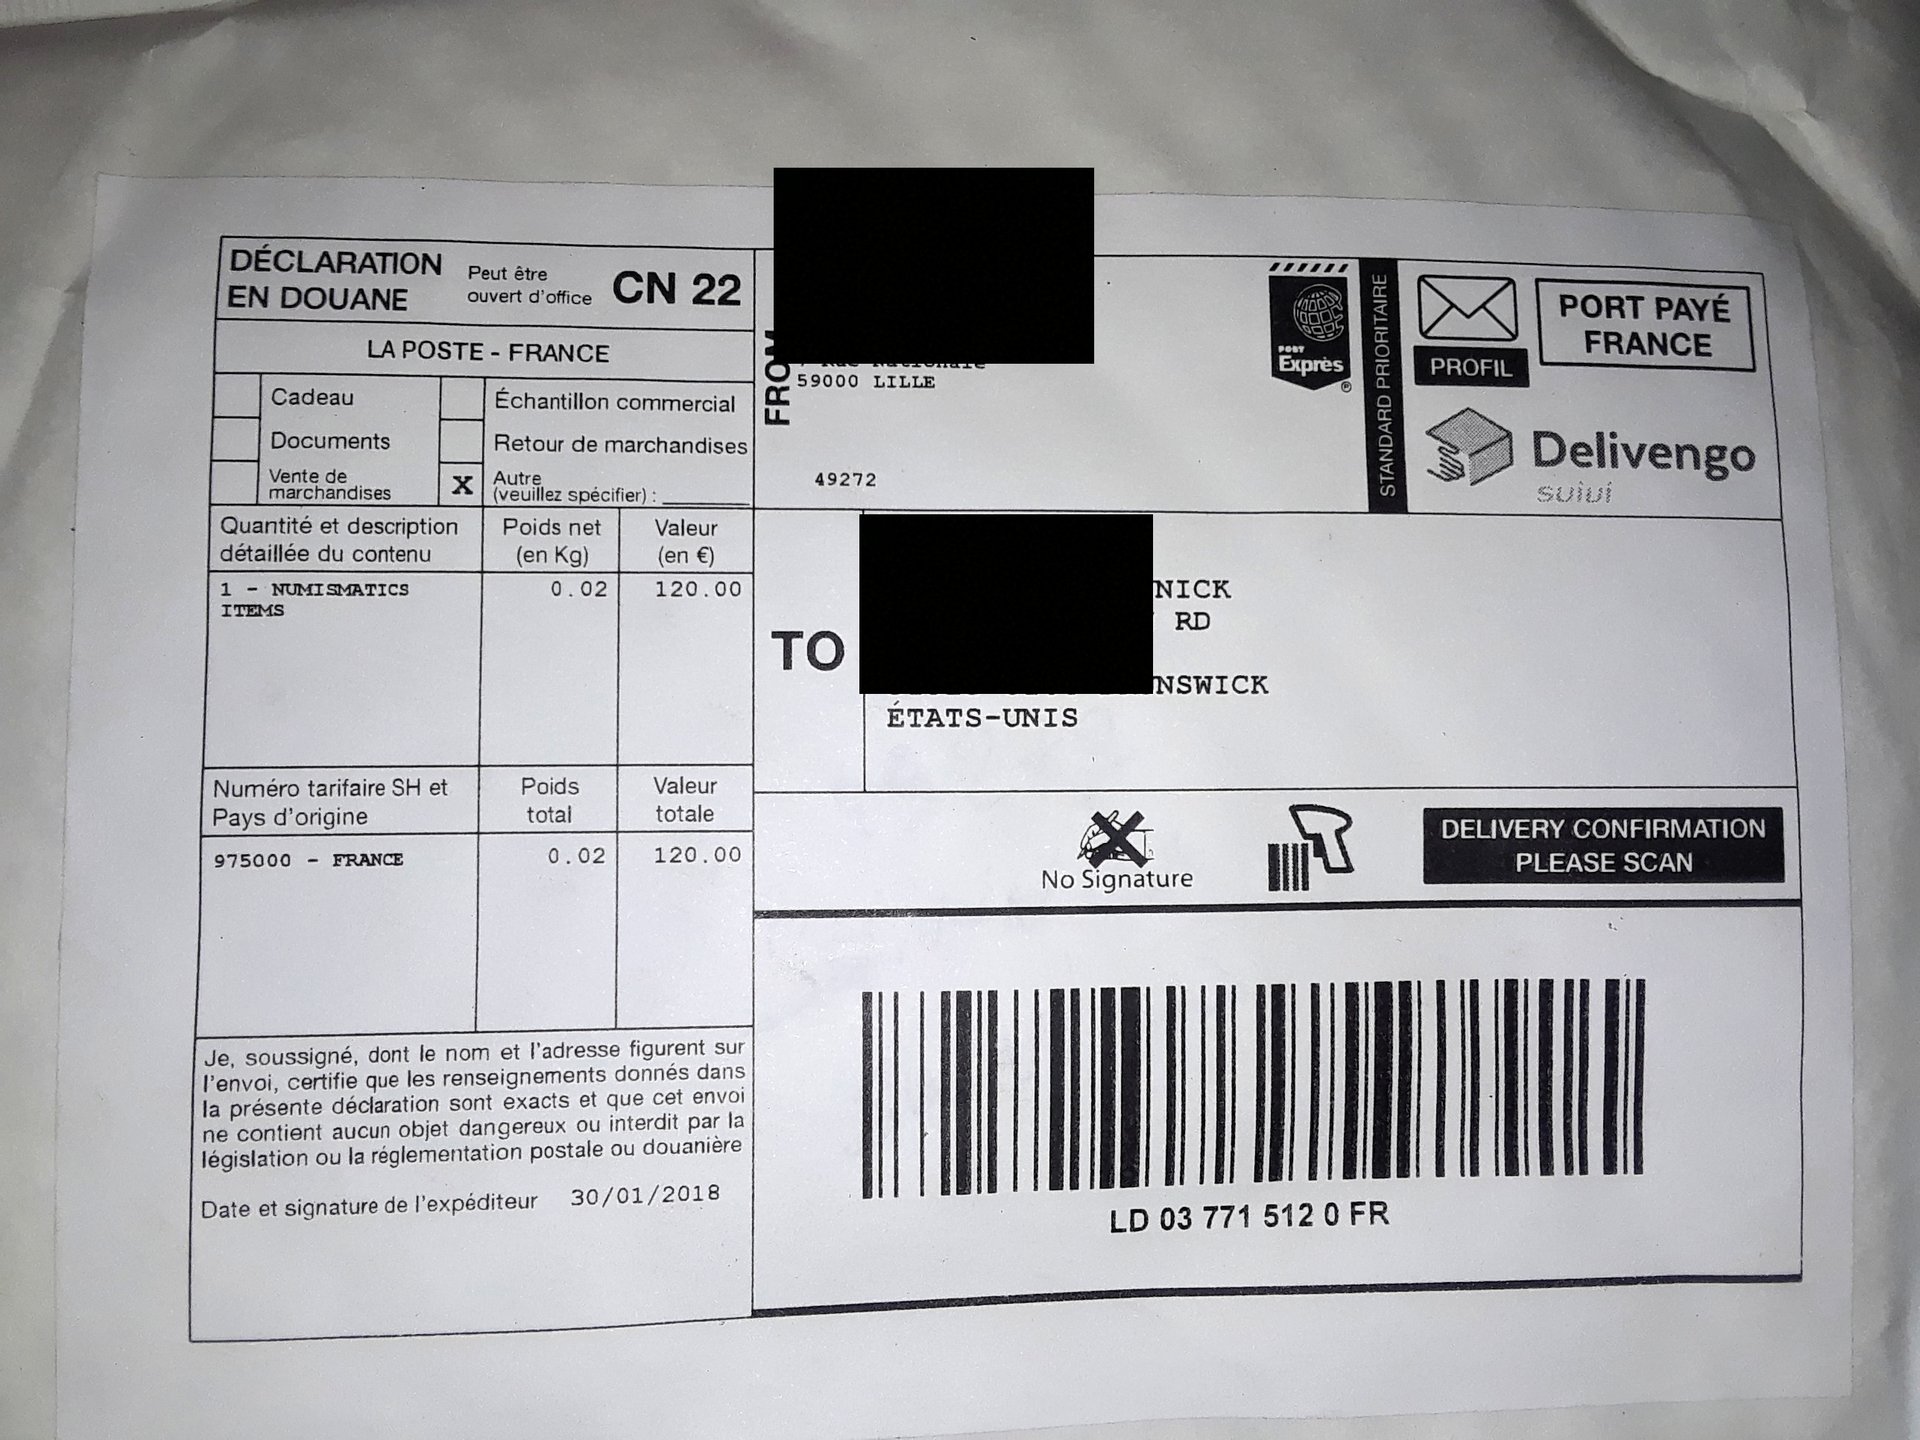 DÉCLARATION
EN DOUANE
Peut être
ouvert d'office
CN 22
LA POSTE - FRANCE
Cadeau
Échantillon commercial
Documents
Retour de marchandises
Vente de
marchandises
X
Autre
(veuillez spécifier) :
Quantité et description
détaillée du contenu
Poids net
(en Kg)
Valeur
(en €)
1 - NUMISMATICS
ITEMS
0.02
120.00
Numéro tarifaire SH et
Pays d'origine
Poids
total
Valeur
totale
975000 - FRANCE
0.02
120.00
Je, soussigné, dont le nom et l'adresse figurent sur
l'envoi, certifie que les renseignements donnés dans
la présente déclaration sont exacts et que cet envoi
ne contient aucun objet dangereux ou interdit par la
législation ou la réglementation postale ou douanière
Date et signature de l'expéditeur 30/01/2018
FROM
59000 LILLE
49272
POST
Exprès
STANDARD PRIORITAIRE
PROFIL
PORT PAYÉ
FRANCE
Delivengo
suivi
TO
NICK
RD
NSWICK
ÉTATS-UNIS
No Signature
DELIVERY CONFIRMATION
PLEASE SCAN
LD 03 771 512 0 FR